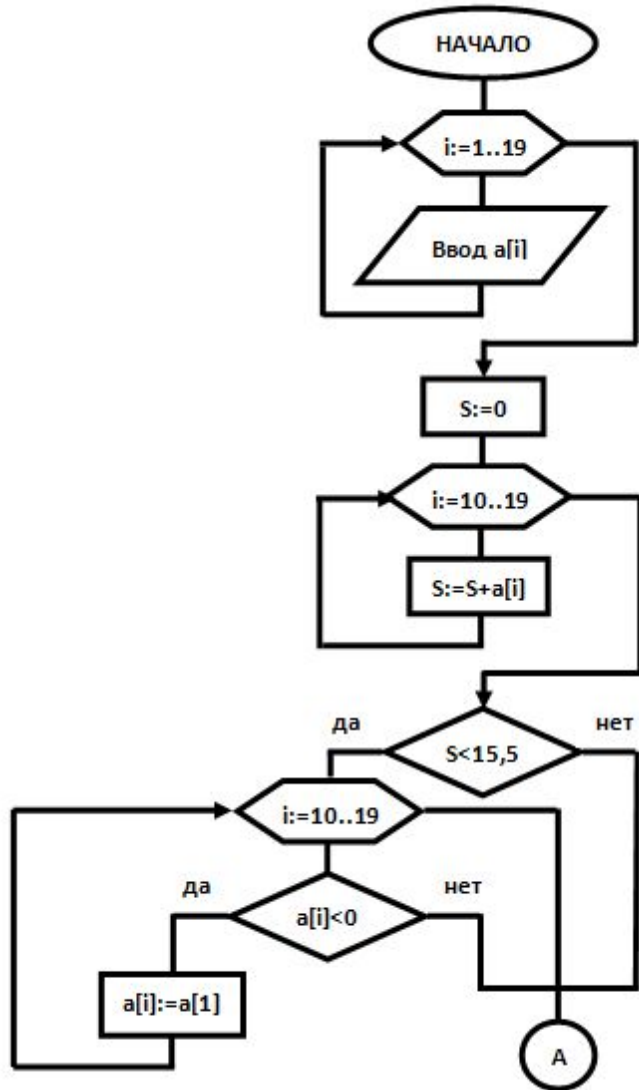 НАЧАЛО
i:=1..19
Ввод a[i]
S:=0
i:=10..19
S:=S+a[i]
да
нет
S<15,5
i:=10..19
да
нет
a[i]<0
a[i]:=a[1]
А